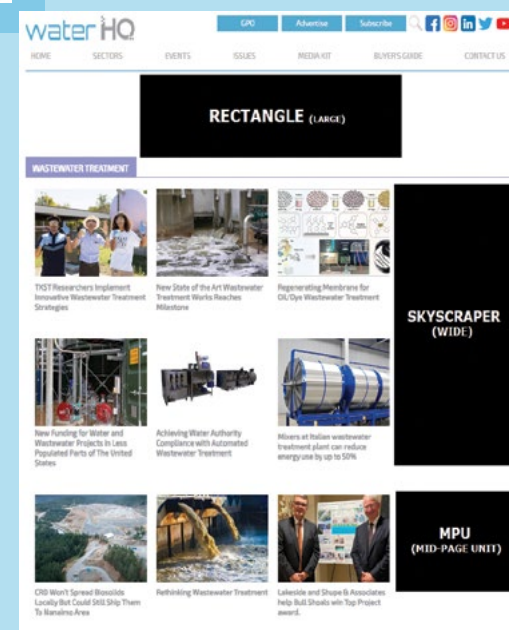 water HQ
GPO Advertise Subscribe
HOME SECTORS EVENTS ISSUES MEDIA KIT BUYERS GUIDE CONTACT US
RECTANGLE (LARGE)
WASTEWATER TREATMENT
TXST Researchers Implement
Innovative Wastewater Treatment
Strategies
New State of the Art Wastewater
Treatment Works Reaches
Milestone
Regenerating Membrane for
Oil/Dye Wastewater Treatment
SKYSCRAPER
(WIDE)
New Funding for Water and
Wastewater Projects in Less
Populated Parts of The United
States
Achieving Water Authority
Compliance with Automated
Wastewater Treatment
Mixers at Italian wastewater
treatment plant can reduce
energy use by up to 50%
MPU
(MID-PAGE UNIT)
CRD Won't Spread Biosolids
Locally But Could Still Ship Them
To Nanaimo Area
Rethinking Wastewater Treatment
Lakeside and Shupe & Associates
help Bull Shoals win Top Project
award.